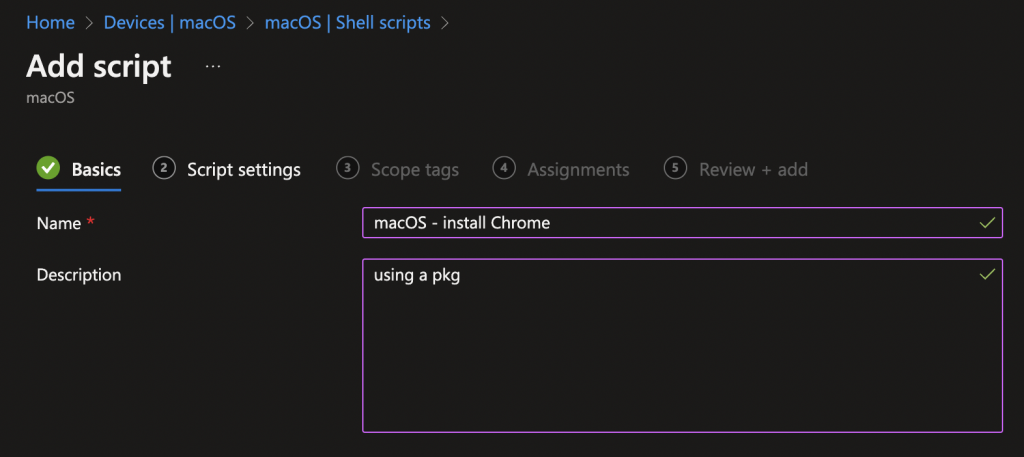 Home > Devices | macOS > macOS | Shell scripts >
Add script ...
macOS
Basics 2 Script settings 3 Scope tags 4 Assignments 5 Review + add
Name * macOS - install Chrome
Description using a pkg